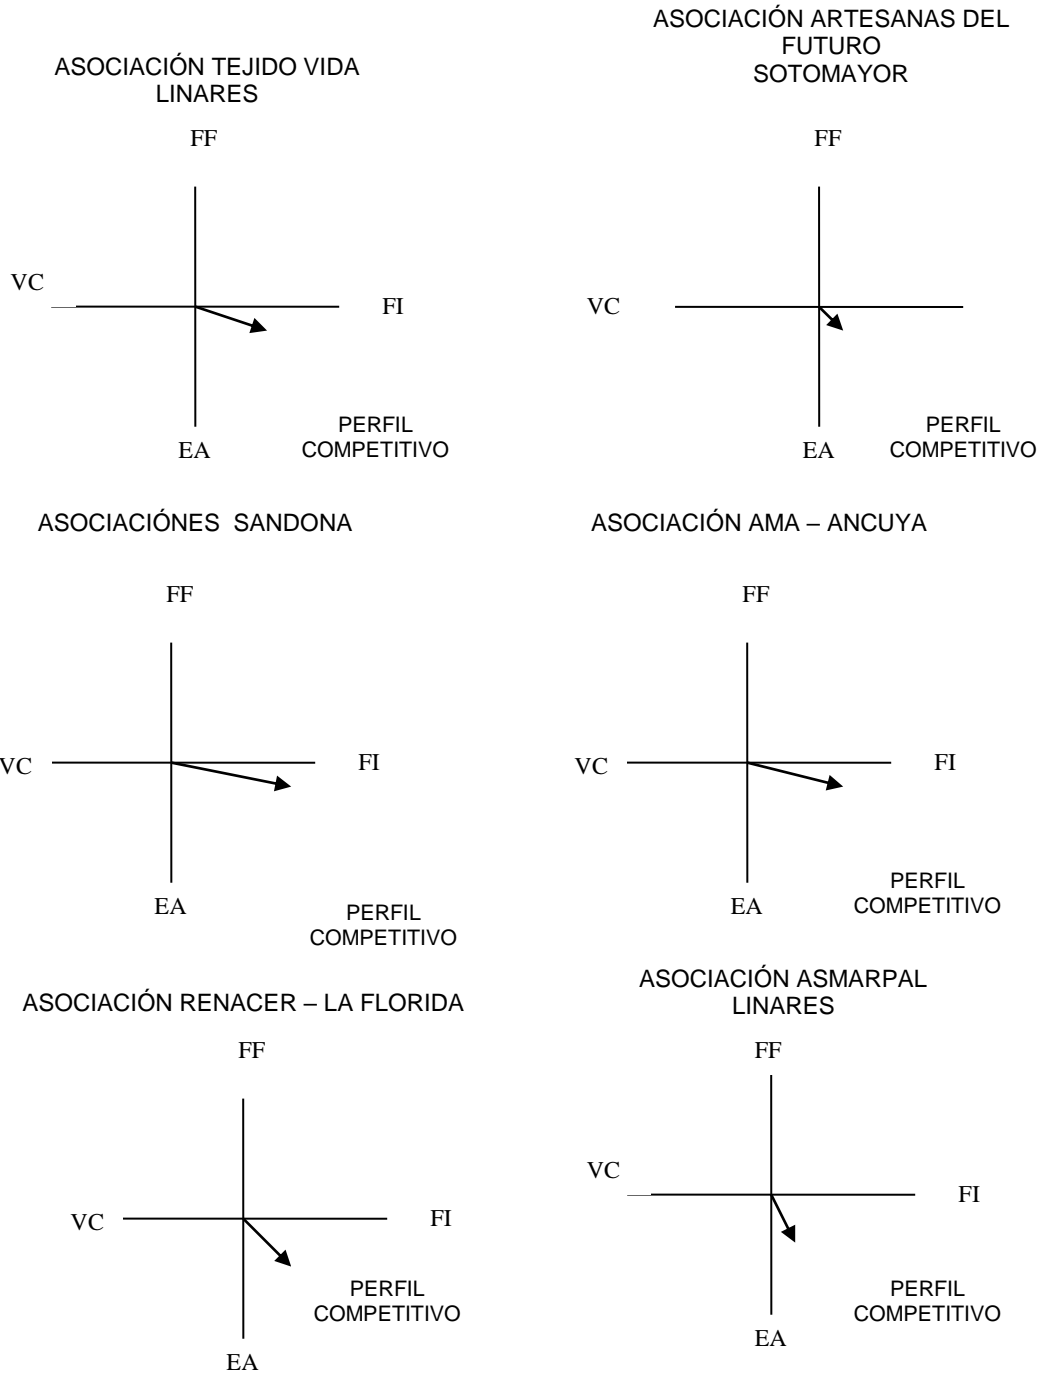 ASOCIACIÓN TEJIDO VIDA
LINARES
FF
VC
FI
EA
PERFIL
COMPETITIVO
ASOCIACIÓN ARTESANAS DEL
FUTURO
SOTOMAYOR
FF
VC
EA
PERFIL
COMPETITIVO
ASOCIACIÓNES SANDONA
FF
VC
FI
EA
PERFIL
COMPETITIVO
ASOCIACIÓN AMA – ANCUYA
FF
VC
FI
EA
PERFIL
COMPETITIVO
ASOCIACIÓN RENACER – LA FLORIDA
FF
VC
FI
PERFIL
COMPETITIVO
EA
ASOCIACIÓN ASMARPAL
LINARES
FF
VC
FI
PERFIL
COMPETITIVO
EA